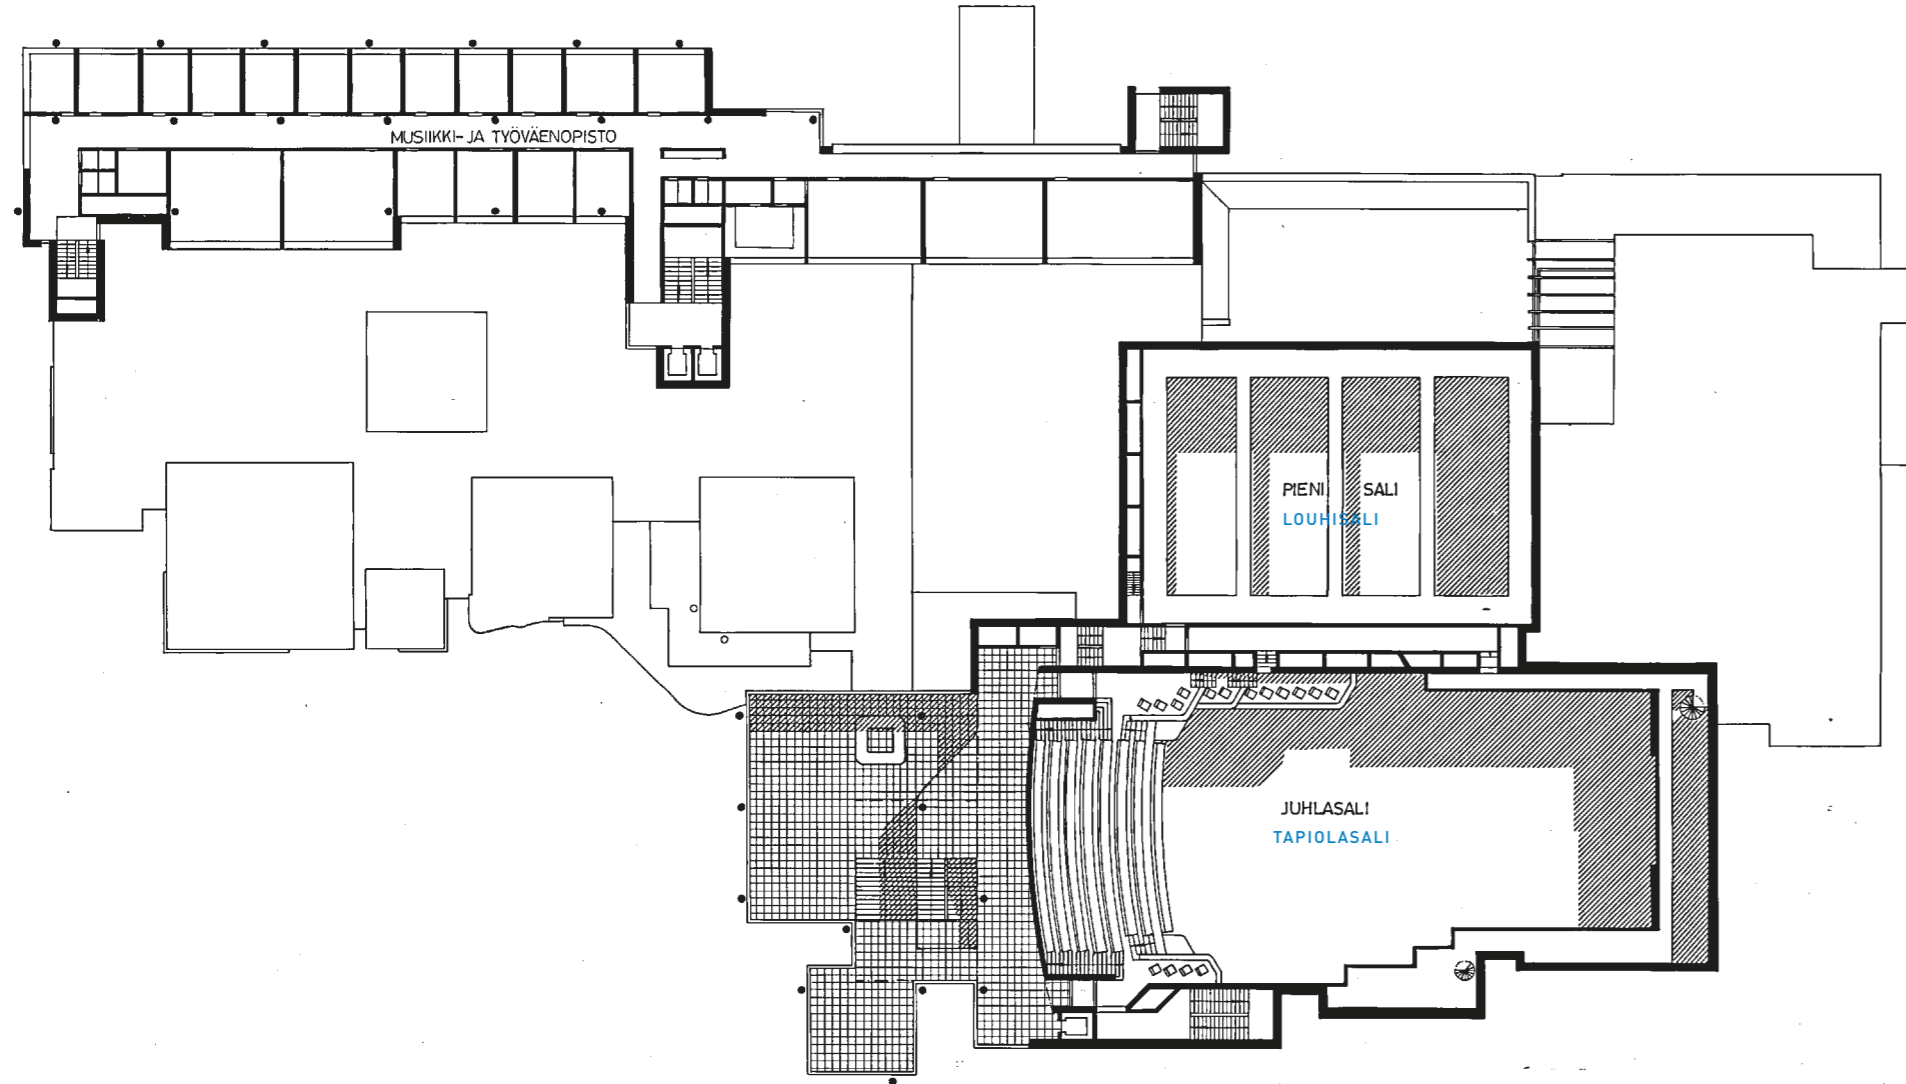 MUSIIKKI- JA TYÖVÄENOPISTO
PIENI SALI
LOUHISALI
JUHLASALI
TAPIOLASALI